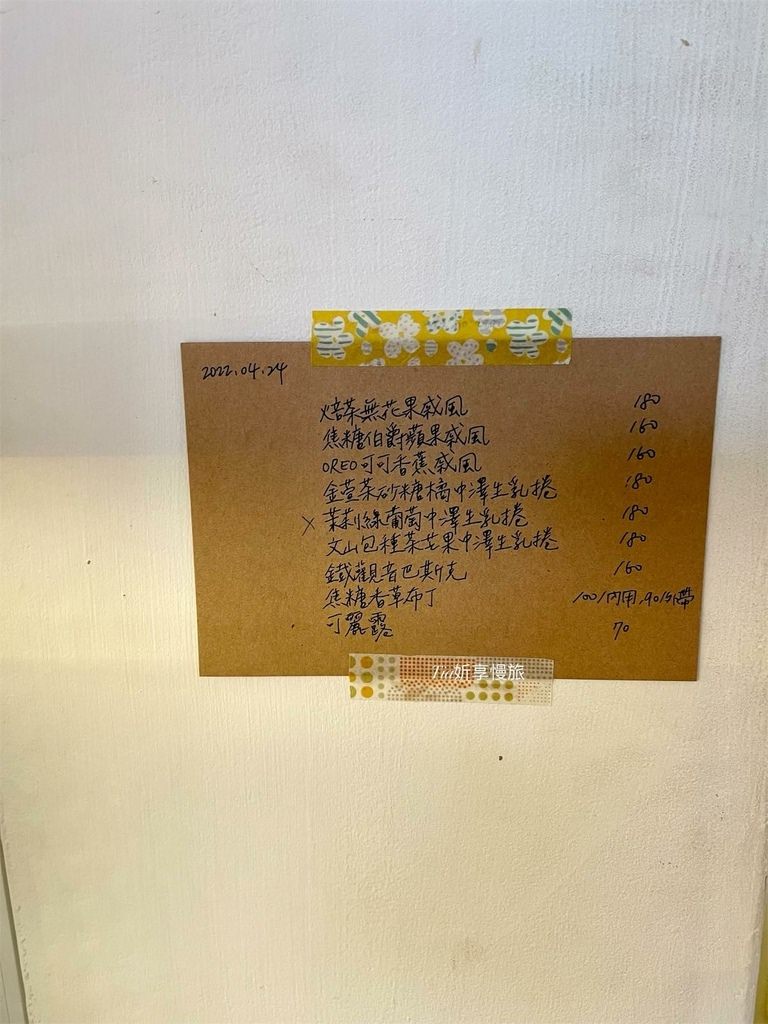 2022.04.24
焙茶無花果戚風 180
焦糖伯爵蘋果戚風 160
OREO可可香蕉戚風 160
金萱茶砂糖橘中澤生乳捲 180
×茉莉綠葡萄中澤生乳捲 180
文山包種茶芒果中澤生乳捲 180
鐵觀音巴斯克 160
焦糖香草布丁 100/內用,90/外帶
可麗露 70
I'm妡享慢旅